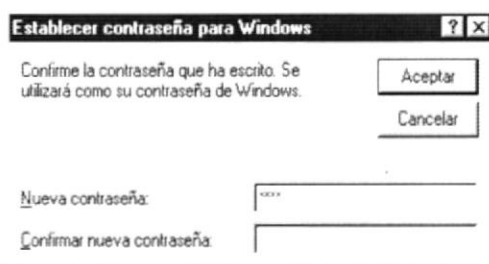 Establecer contraseña para Windows
Confirme la contraseña que ha escrito. Se
utilizará como su contraseña de Windows.
Aceptar
Cancelar
Nueva contraseña:
Confirmar nueva contraseña: